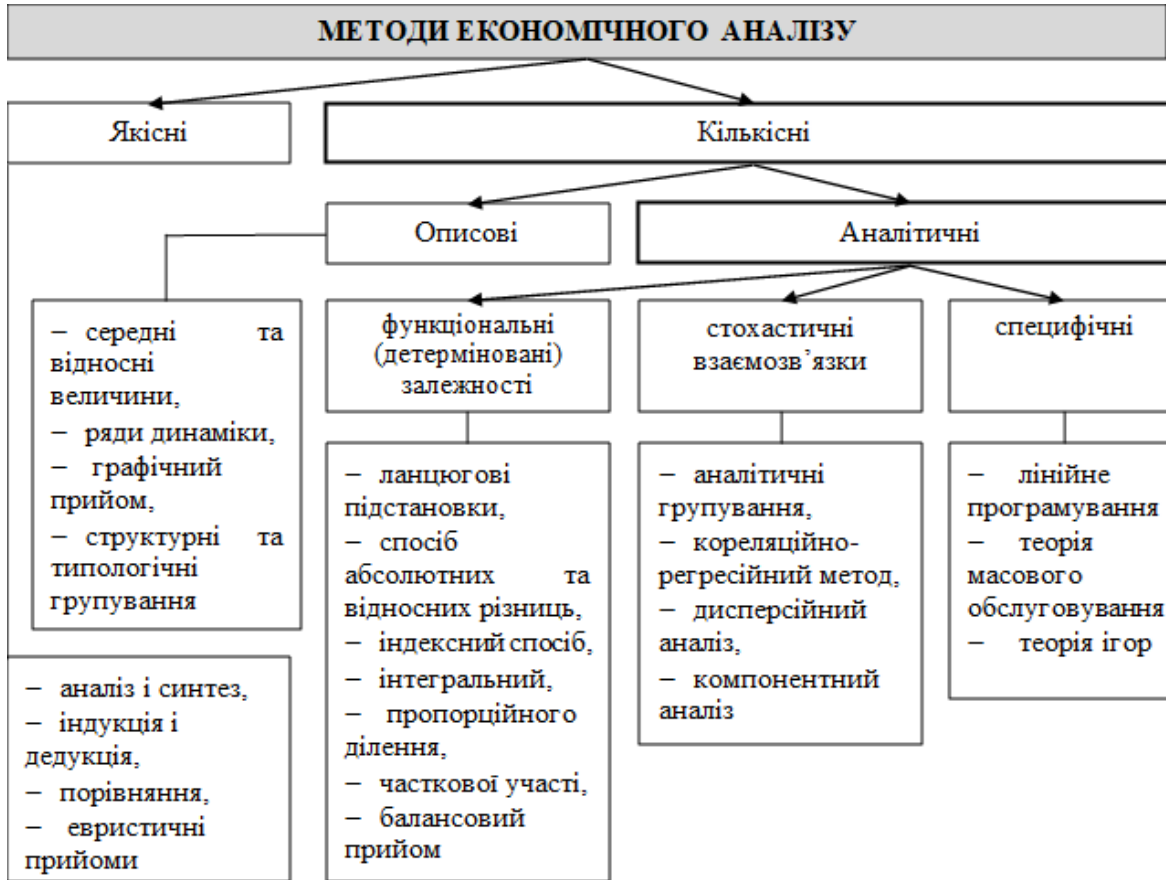 МЕТОДИ ЕКОНОМІЧНОГО АНАЛІЗУ
Якісні
Кількісні
Описові
Аналітичні
– середні та
відносні
величини,
– ряди динаміки,
– графічний
прийом,
– структурні та
типологічні
групування
функціональні
(детерміновані)
залежності
стохастичні
взаємозв’язки
специфічні
– ланцюгові
підстановки,
– спосіб
абсолютних та
відносних різниць,
– індексний спосіб,
– інтегральний,
– пропорційного
ділення,
– часткової участі,
– балансовий
прийом
– аналітичні
групування,
– кореляційно-
регресійний метод,
– дисперсійний
аналіз,
– компонентний
аналіз
– лінійне
програмування
– теорія
масового
обслуговування
– теорія ігор
– аналіз і синтез,
– індукція і
дедукція,
– порівняння,
– евристичні
прийоми